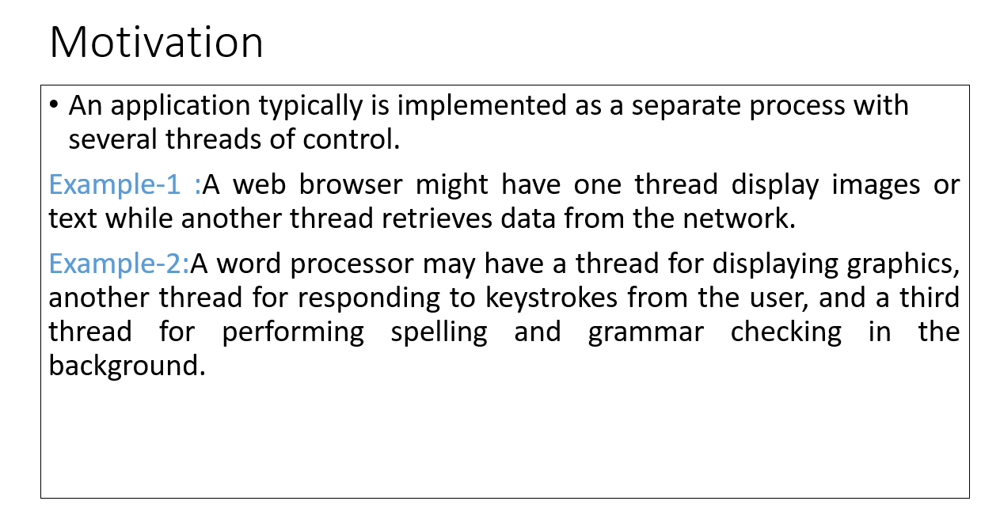 Motivation
• An application typically is implemented as a separate process with
several threads of control.
Example-1 :A web browser might have one thread display images or
text while another thread retrieves data from the network.
Example-2:A word processor may have a thread for displaying graphics,
another thread for responding to keystrokes from the user, and a third
thread for performing spelling and grammar checking in the
background.